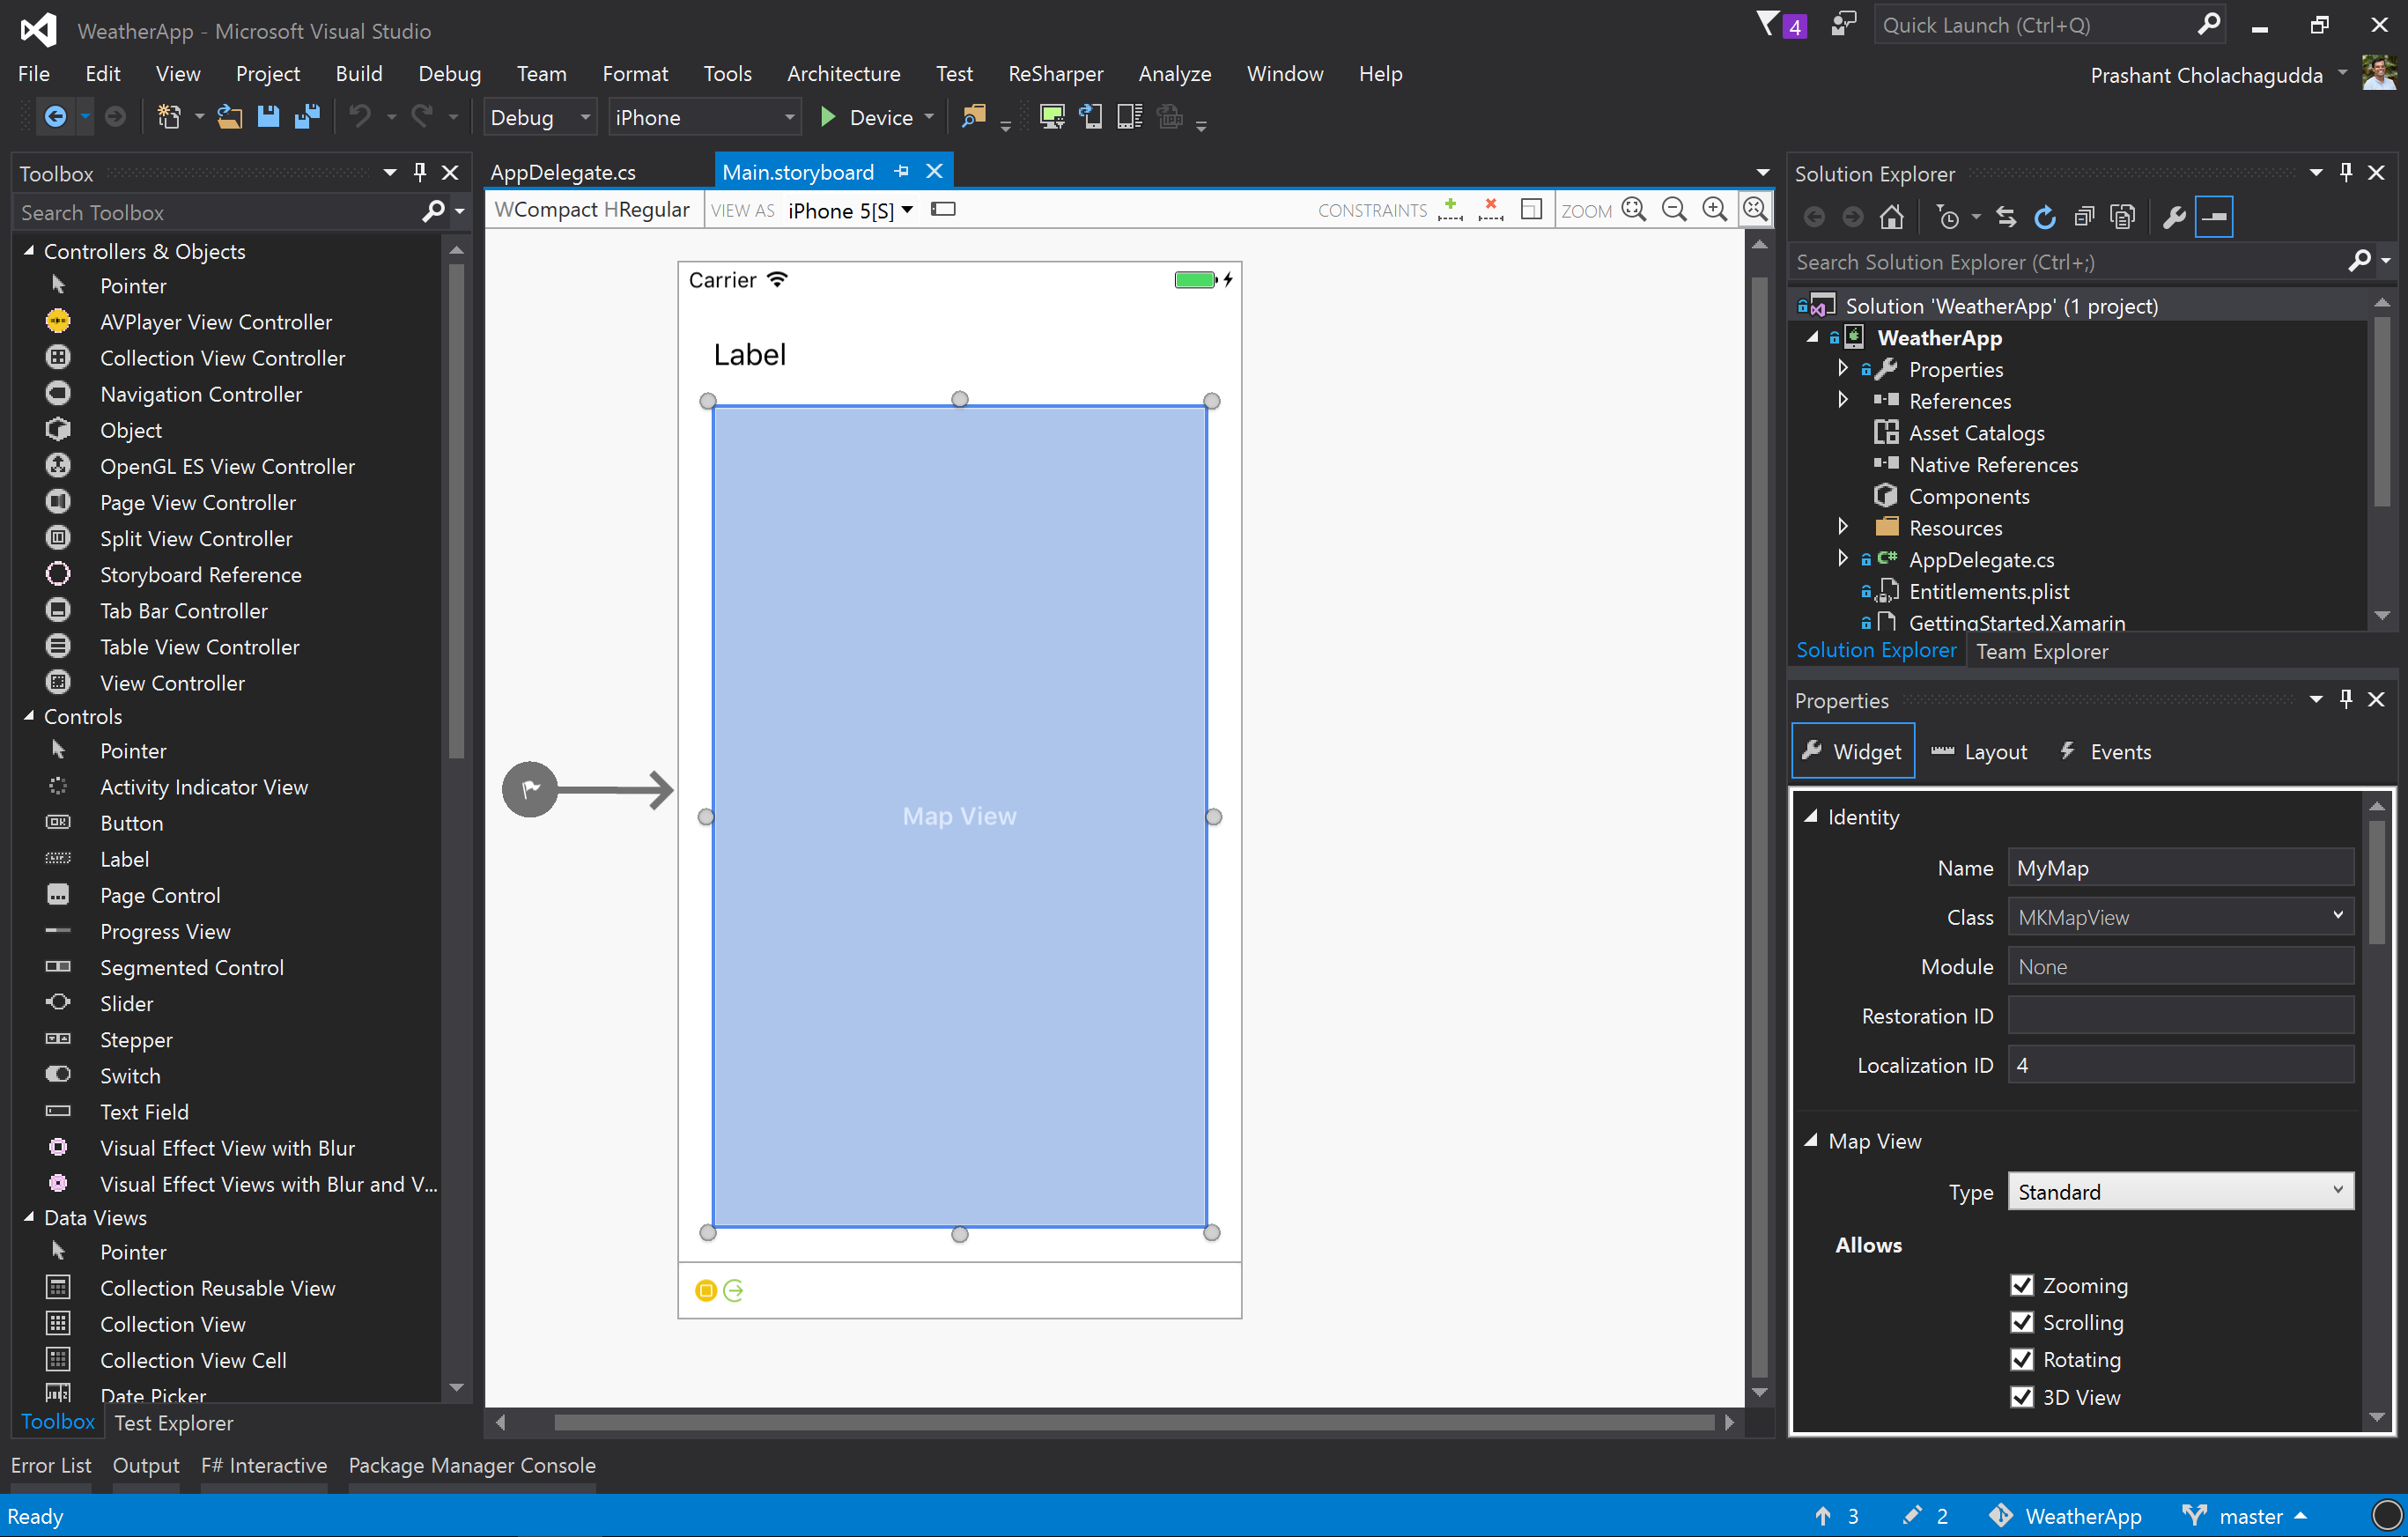 WeatherApp - Microsoft Visual Studio
4
Quick Launch (Ctrl+Q)
File Edit View Project Build Debug Team Format Tools Architecture Test ReSharper Analyze Window Help
Prashant Cholachagudda
Debug
iPhone
Device
Toolbox
Search Toolbox
Controllers & Objects
Pointer
AVPlayer View Controller
Collection View Controller
Navigation Controller
Object
OpenGL ES View Controller
Page View Controller
Split View Controller
Storyboard Reference
Tab Bar Controller
Table View Controller
View Controller
Controls
Pointer
Activity Indicator View
Button
Label
Page Control
Progress View
Segmented Control
Slider
Stepper
Switch
Text Field
Visual Effect View with Blur
Visual Effect Views with Blur and V...
Data Views
Pointer
Collection Reusable View
Collection View
Collection View Cell
Date Picker
Toolbox Test Explorer
AppDelegate.cs Main.storyboard
WCompact HRegular VIEW AS iPhone 5[S] CONSTRAINTS ZOOM
Carrier
Label
Map View
Solution Explorer
Search Solution Explorer (Ctrl+;)
Solution 'WeatherApp' (1 project)
WeatherApp
Properties
References
Asset Catalogs
Native References
Components
Resources
C# AppDelegate.cs
Entitlements.plist
GettingStarted.Xamarin
Solution Explorer Team Explorer
Properties
Widget Layout Events
Identity
Name MyMap
Class MKMapView
Module None
Restoration ID
Localization ID 4
Map View
Type Standard
Allows
Zooming
Scrolling
Rotating
3D View
Error List Output F# Interactive Package Manager Console
Ready
3 2 WeatherApp master